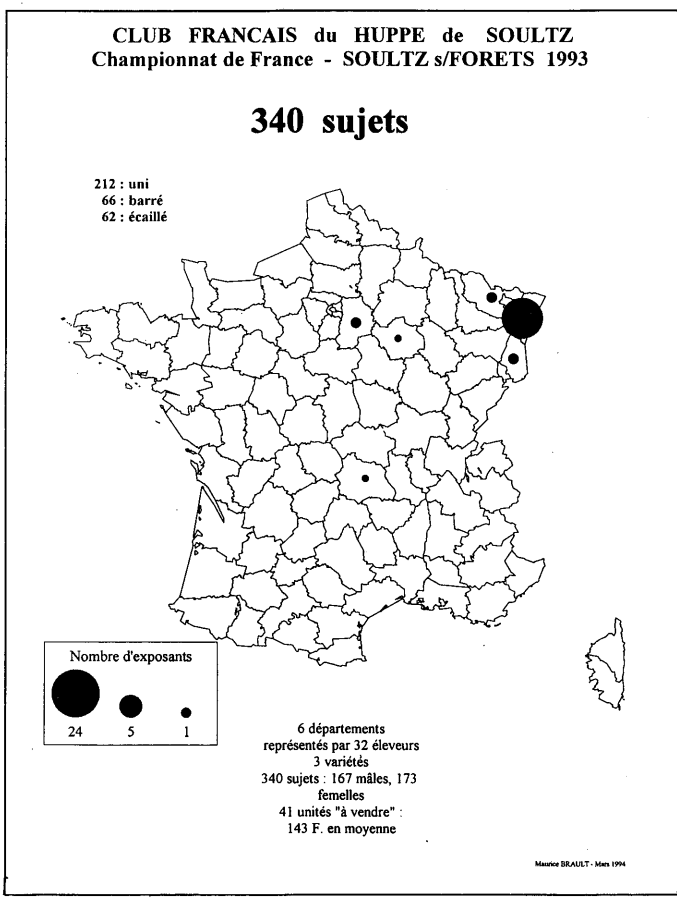 CLUB FRANCAIS du HUPPE de SOULTZ
Championnat de France - SOULTZ s/FORETS 1993
340 sujets
212 : uni
66 : barré
62 : écaillé
Nombre d'exposants
24 5 1
6 départements
représentés par 32 éleveurs
3 variétés
340 sujets : 167 mâles, 173
femelles
41 unités "à vendre" :
143 F. en moyenne
Maurice BRAULT - Mars 1994